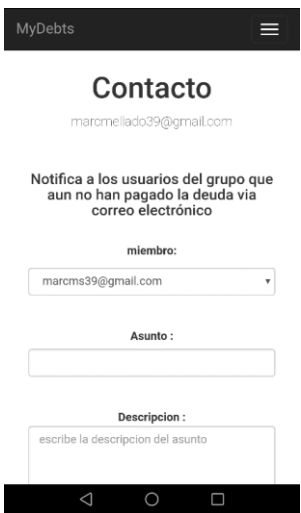 MyDebts
Contacto
marcmellado39@gmail.com
Notifica a los usuarios del grupo que
aun no han pagado la deuda via
correo electrónico
miembro:
marcms39@gmail.com
Asunto :
Descripcion :
escribe la descripcion del asunto